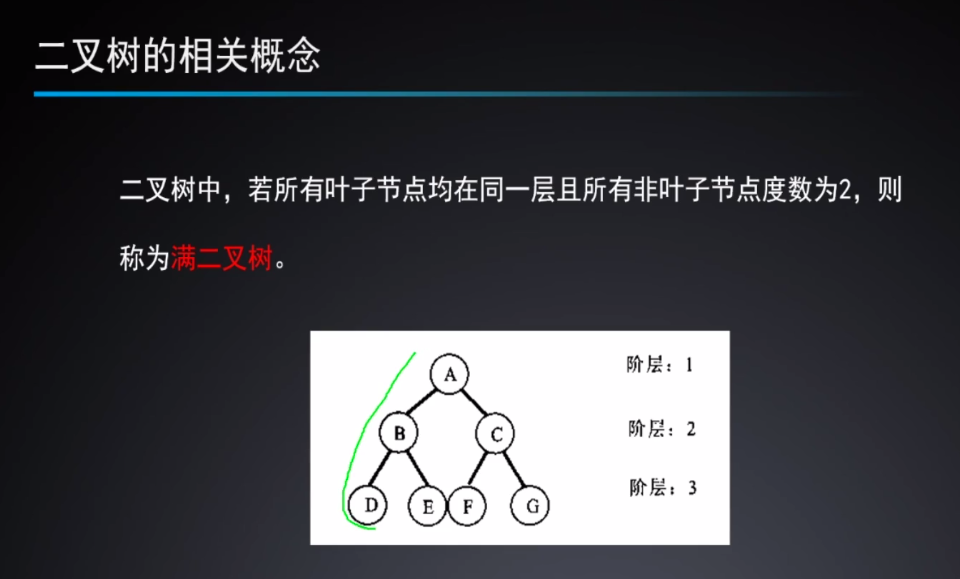 二叉树的相关概念
二叉树中，若所有叶子节点均在同一层且所有非叶子节点度数为2，则
称为满二叉树。
A 阶层：1
B C 阶层：2
D E F G 阶层：3